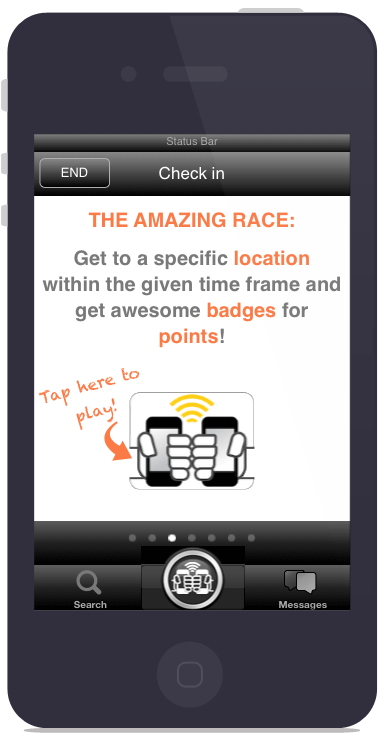 Status Bar
END
Check in
THE AMAZING RACE:
Get to a specific location
within the given time frame and
get awesome badges for
points!
Tap here to
play!
Search
Messages